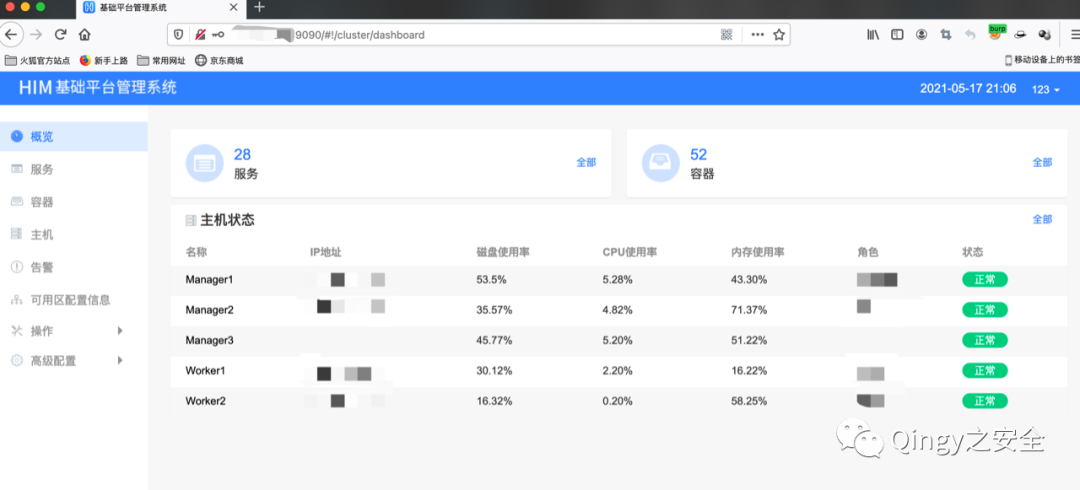 基础平台管理系统
9090/#!/cluster/dashboard
burp
火狐官方站点 新手上路 常用网址 京东商城 移动设备上的书签
HIM 基础平台管理系统 2021-05-17 21:06 123
概览
服务
容器
主机
告警
可用区配置信息
操作
高级配置
28 服务 全部
52 容器 全部
主机状态 全部
名称 IP地址 磁盘使用率 CPU使用率 内存使用率 角色 状态
Manager1 53.5% 5.28% 43.30% 正常
Manager2 35.57% 4.82% 71.37% 正常
Manager3 45.77% 5.20% 51.22% 正常
Worker1 30.12% 2.20% 16.22% 正常
Worker2 16.32% 0.20% 58.25% 正常
Qingy之安全